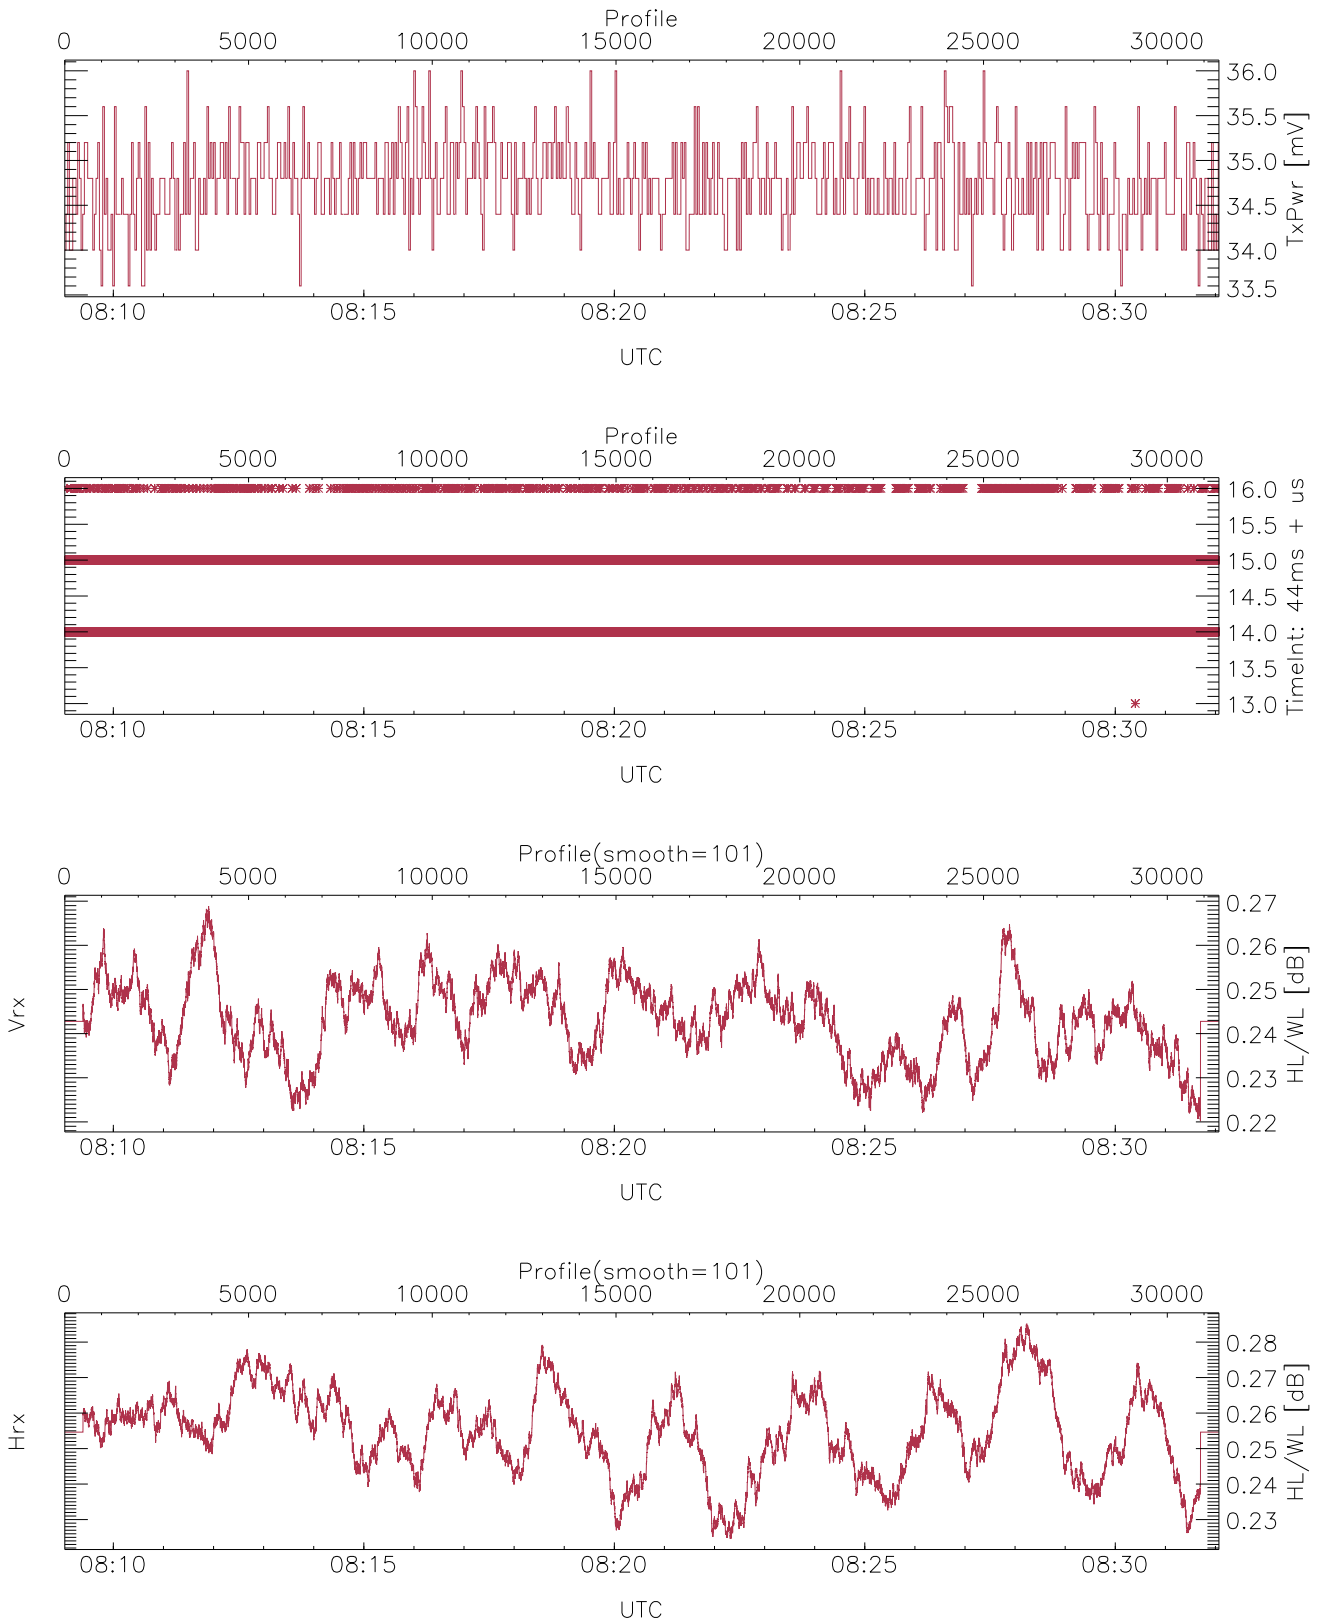 Profile
0 5000 10000 15000 20000 25000 30000
36.0
35.5
35.0
34.5
34.0
33.5
TxPwr [mV]
08:10 08:15 08:20 08:25 08:30
UTC
Profile
0 5000 10000 15000 20000 25000 30000
16.0
15.5
15.0
14.5
14.0
13.5
13.0
TimeInt: 44ms + us
08:10 08:15 08:20 08:25 08:30
UTC
Profile(smooth=101)
0 5000 10000 15000 20000 25000 30000
Vrx
0.27
0.26
0.25
0.24
0.23
0.22
HL/WL [dB]
08:10 08:15 08:20 08:25 08:30
UTC
Profile(smooth=101)
0 5000 10000 15000 20000 25000 30000
Hrx
0.28
0.27
0.26
0.25
0.24
0.23
HL/WL [dB]
08:10 08:15 08:20 08:25 08:30
UTC